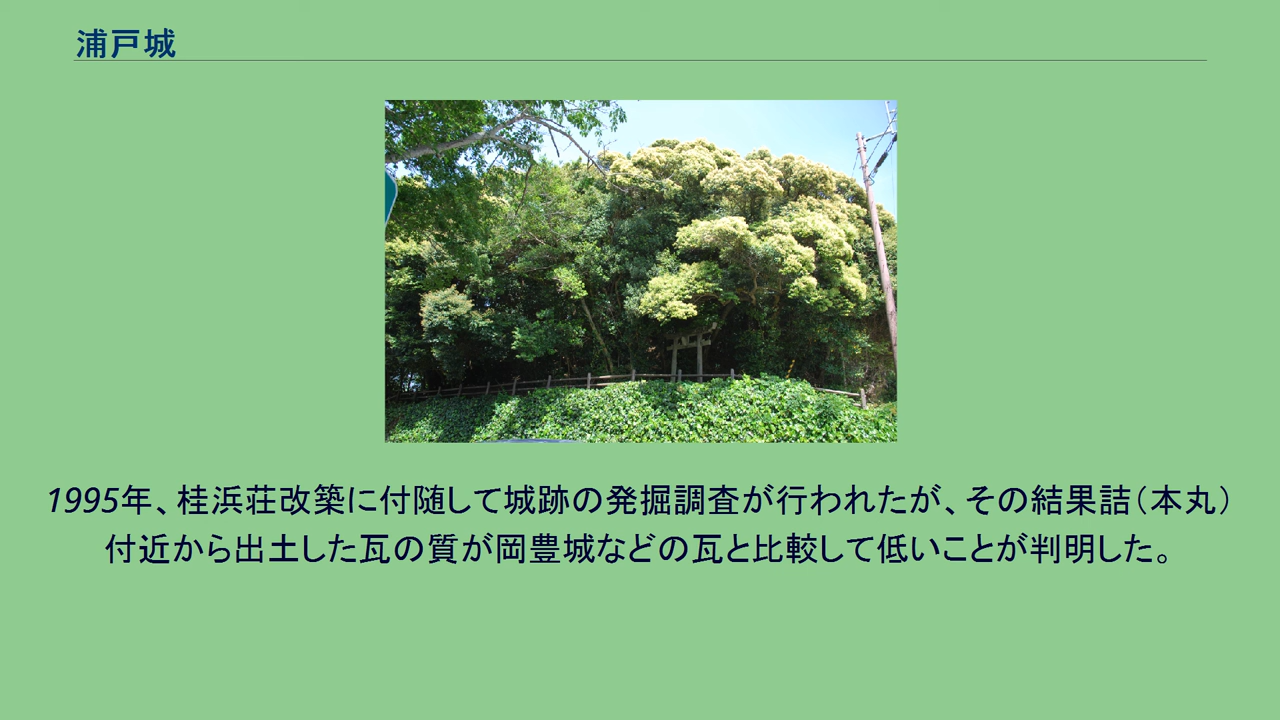 浦戸城
1995年、桂浜荘改築に付随して城跡の発掘調査が行われたが、その結果詰（本丸）
付近から出土した瓦の質が岡豊城などの瓦と比較して低いことが判明した。